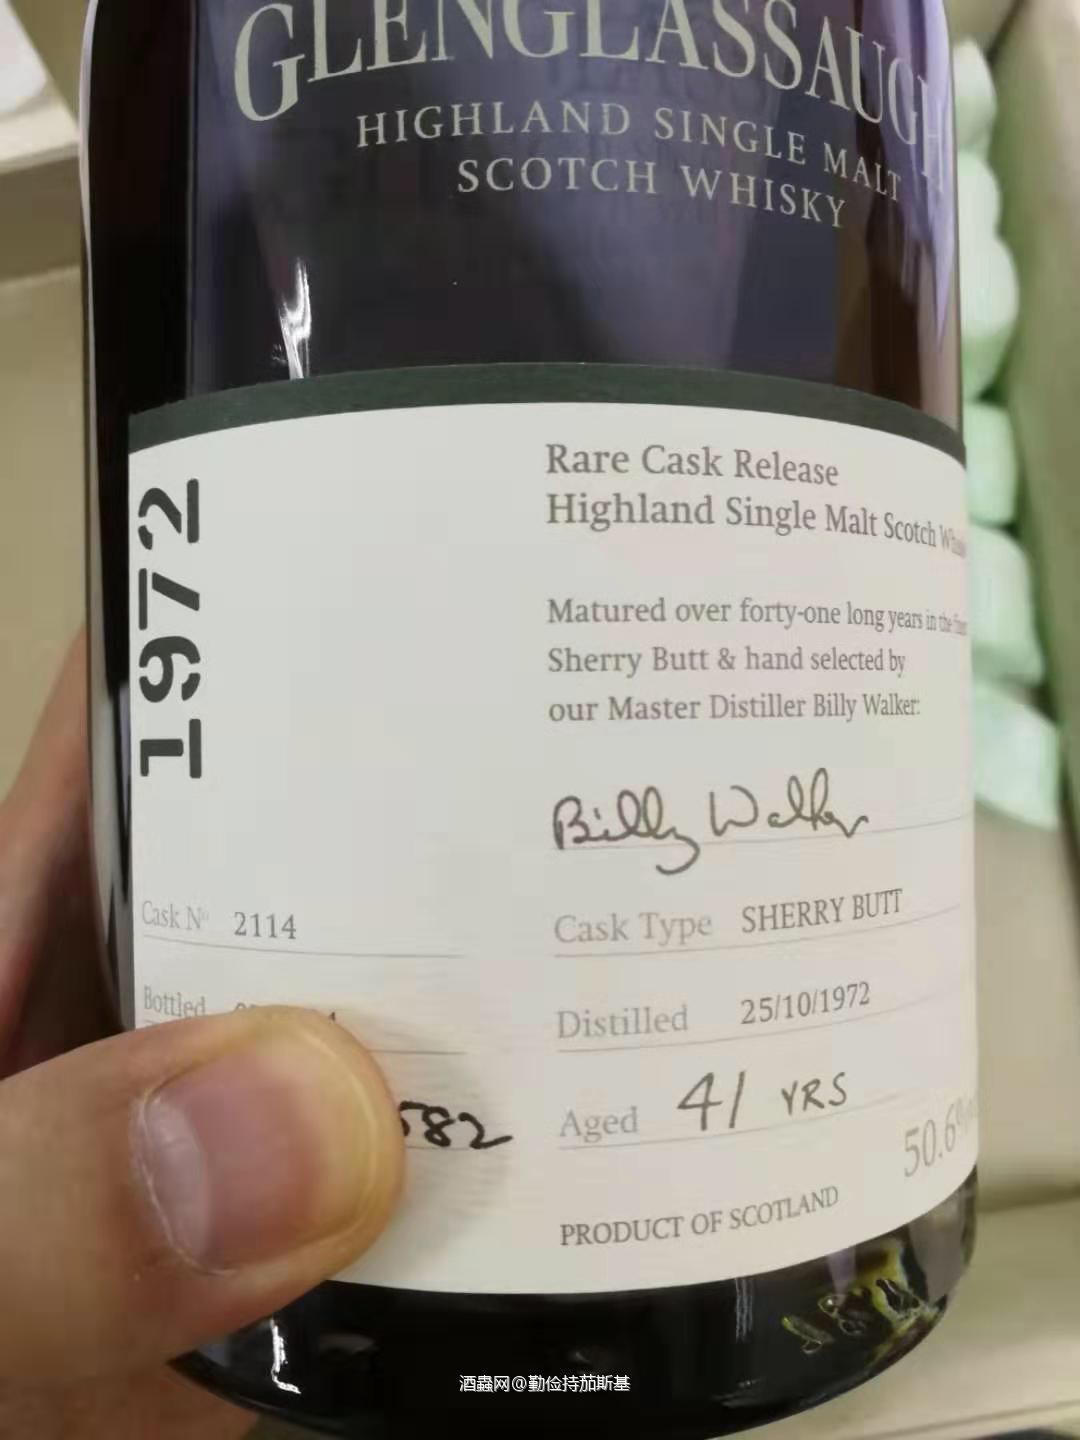 GLENGLASSAUGH
HIGHLAND SINGLE MALT
SCOTCH WHISKY
1972
Rare Cask Release
Highland Single Malt Scotch
Matured over forty-one long years in the
Sherry Butt & hand selected by
our Master Distiller Billy Walker:
Billy Walker
Cask Nº 2114
Cask Type SHERRY BUTT
Bottled
Distilled 25/10/1972
582
Aged 41 YRS
50.6%
PRODUCT OF SCOTLAND
酒蟲网@勤俭持茄斯基